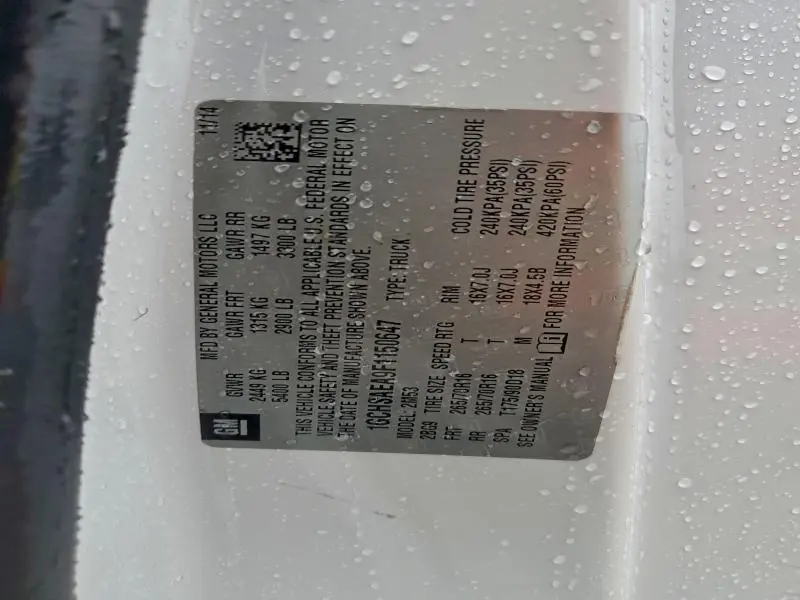 GM
MFD BY GENERAL MOTORS LLC 11/14
GVWR GAWR FRT GAWR RR
2449 KG 1315 KG 1497 KG
5400 LB 2900 LB 3300 LB
THIS VEHICLE CONFORMS TO ALL APPLICABLE U.S. FEDERAL MOTOR
VEHICLE SAFETY AND THEFT PREVENTION STANDARDS IN EFFECT ON
THE DATE OF MANUFACTURE SHOWN ABOVE.
1GCHSAEA9F1150647 TYPE: TRUCK
MODEL: 2M53
2BG9 TIRE SIZE SPEED RTG RIM COLD TIRE PRESSURE
FRT 265/70R16 T 16X7.0J 240KPA(35PSI)
RR 265/70R16 T 16X7.0J 240KPA(35PSI)
SPA T175/90D18 M 18X4.5B 420KPA(60PSI)
SEE OWNER'S MANUAL FOR MORE INFORMATION